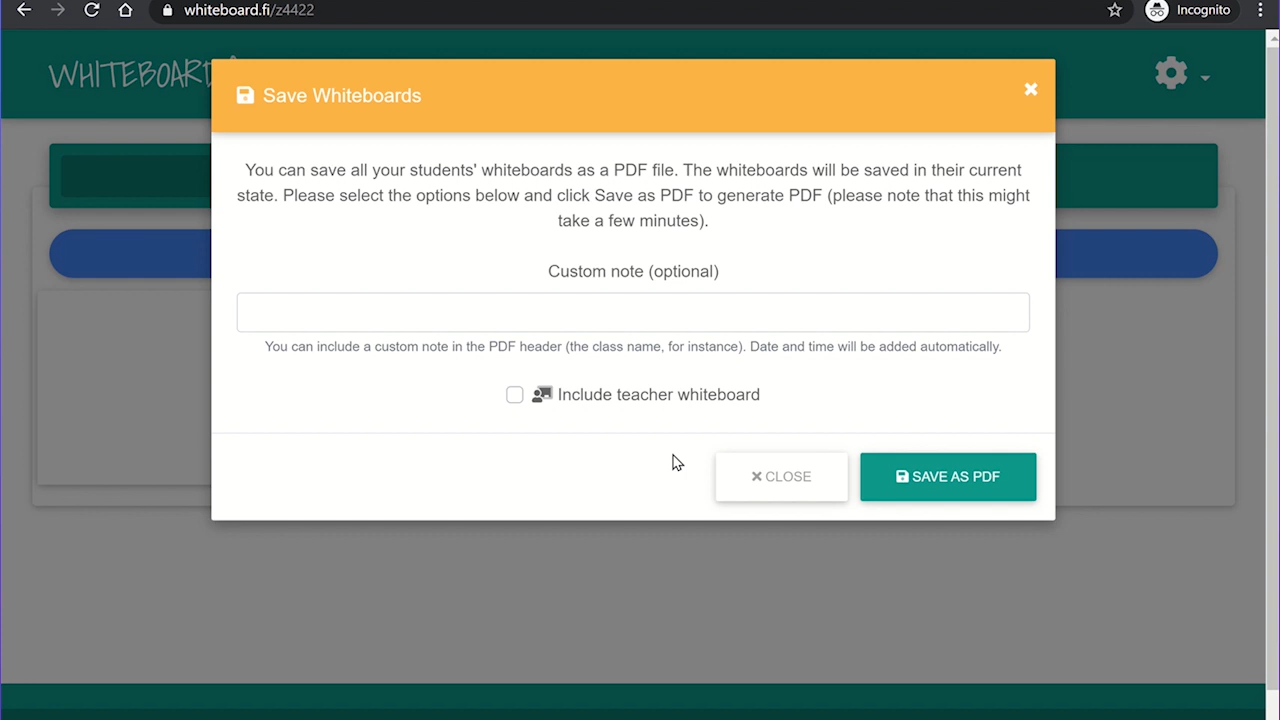 whiteboard.fi/z4422
Incognito
WHITEBOARD
Save Whiteboards
You can save all your students' whiteboards as a PDF file. The whiteboards will be saved in their current
state. Please select the options below and click Save as PDF to generate PDF (please note that this might
take a few minutes).
Custom note (optional)
You can include a custom note in the PDF header (the class name, for instance). Date and time will be added automatically.
Include teacher whiteboard
CLOSE
SAVE AS PDF